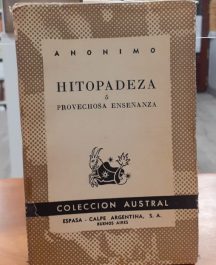 ANONIMO
HITOPADEZA
ó
PROVECHOSA ENSEÑANZA
COLECCION AUSTRAL
ESPASA - CALPE ARGENTINA, S. A.
BUENOS AIRES